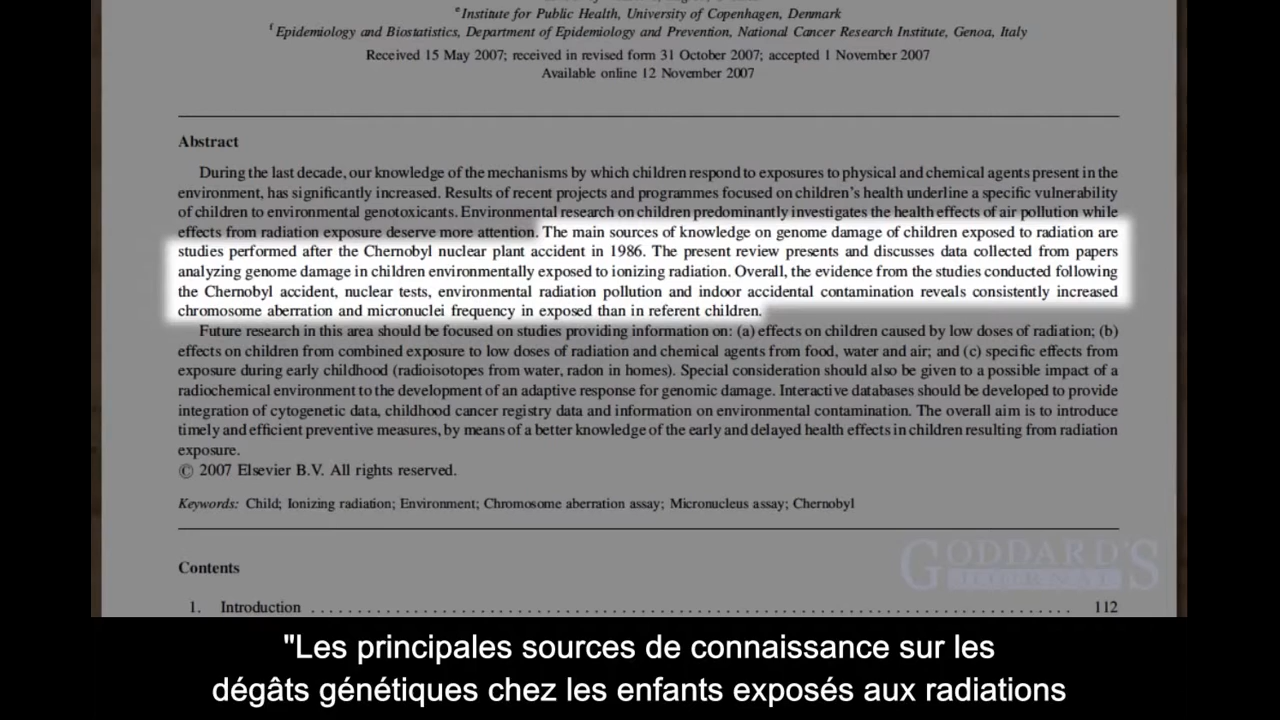 e Institute for Public Health, University of Copenhagen, Denmark
f Epidemiology and Biostatistics, Department of Epidemiology and Prevention, National Cancer Research Institute, Genoa, Italy
Received 15 May 2007; received in revised form 31 October 2007; accepted 1 November 2007
Available online 12 November 2007
Abstract
During the last decade, our knowledge of the mechanisms by which children respond to exposures to physical and chemical agents present in the
environment, has significantly increased. Results of recent projects and programmes focused on children's health underline a specific vulnerability
of children to environmental genotoxicants. Environmental research on children predominantly investigates the health effects of air pollution while
effects from radiation exposure deserve more attention. The main sources of knowledge on genome damage of children exposed to radiation are
studies performed after the Chernobyl nuclear plant accident in 1986. The present review presents and discusses data collected from papers
analyzing genome damage in children environmentally exposed to ionizing radiation. Overall, the evidence from the studies conducted following
the Chernobyl accident, nuclear tests, environmental radiation pollution and indoor accidental contamination reveals consistently increased
chromosome aberration and micronuclei frequency in exposed than in referent children.
Future research in this area should be focused on studies providing information on: (a) effects on children caused by low doses of radiation; (b)
effects on children from combined exposure to low doses of radiation and chemical agents from food, water and air; and (c) specific effects from
exposure during early childhood (radioisotopes from water, radon in homes). Special consideration should also be given to a possible impact of a
radiochemical environment to the development of an adaptive response for genomic damage. Interactive databases should be developed to provide
integration of cytogenetic data, childhood cancer registry data and information on environmental contamination. The overall aim is to introduce
timely and efficient preventive measures, by means of a better knowledge of the early and delayed health effects in children resulting from radiation
exposure.
© 2007 Elsevier B.V. All rights reserved.
Keywords: Child; Ionizing radiation; Environment; Chromosome aberration assay; Micronucleus assay; Chernobyl
GODDARD'S
JOURNAL
Contents
1. Introduction . . . . . . . . . . . . . . . . . . . . . . . . . . . . . . . . . . . . . . . . 112
"Les principales sources de connaissance sur les
dégâts génétiques chez les enfants exposés aux radiations